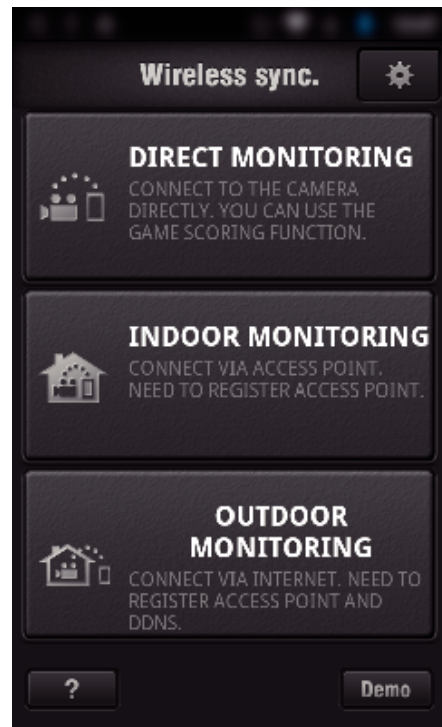 Wireless sync.
DIRECT MONITORING
CONNECT TO THE CAMERA
DIRECTLY. YOU CAN USE THE
GAME SCORING FUNCTION.
INDOOR MONITORING
CONNECT VIA ACCESS POINT.
NEED TO REGISTER ACCESS POINT.
OUTDOOR
MONITORING
CONNECT VIA INTERNET. NEED TO
REGISTER ACCESS POINT AND
DDNS.
?
Demo